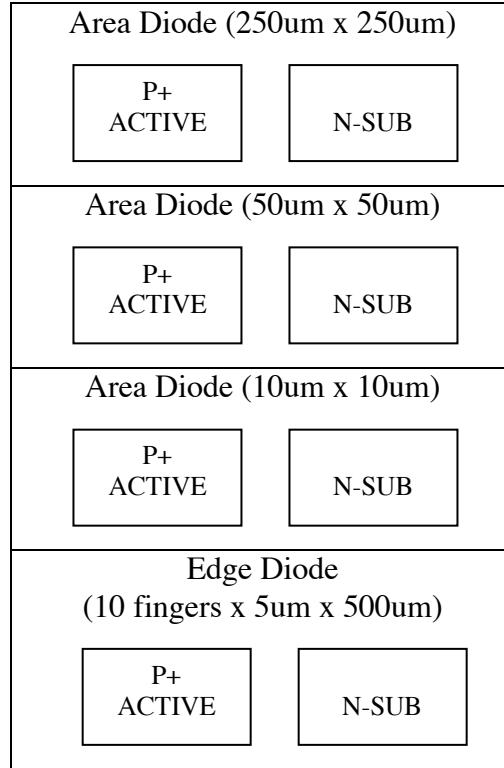 Area Diode (250um x 250um)
P+
ACTIVE
N-SUB
Area Diode (50um x 50um)
P+
ACTIVE
N-SUB
Area Diode (10um x 10um)
P+
ACTIVE
N-SUB
Edge Diode
(10 fingers x 5um x 500um)
P+
ACTIVE
N-SUB